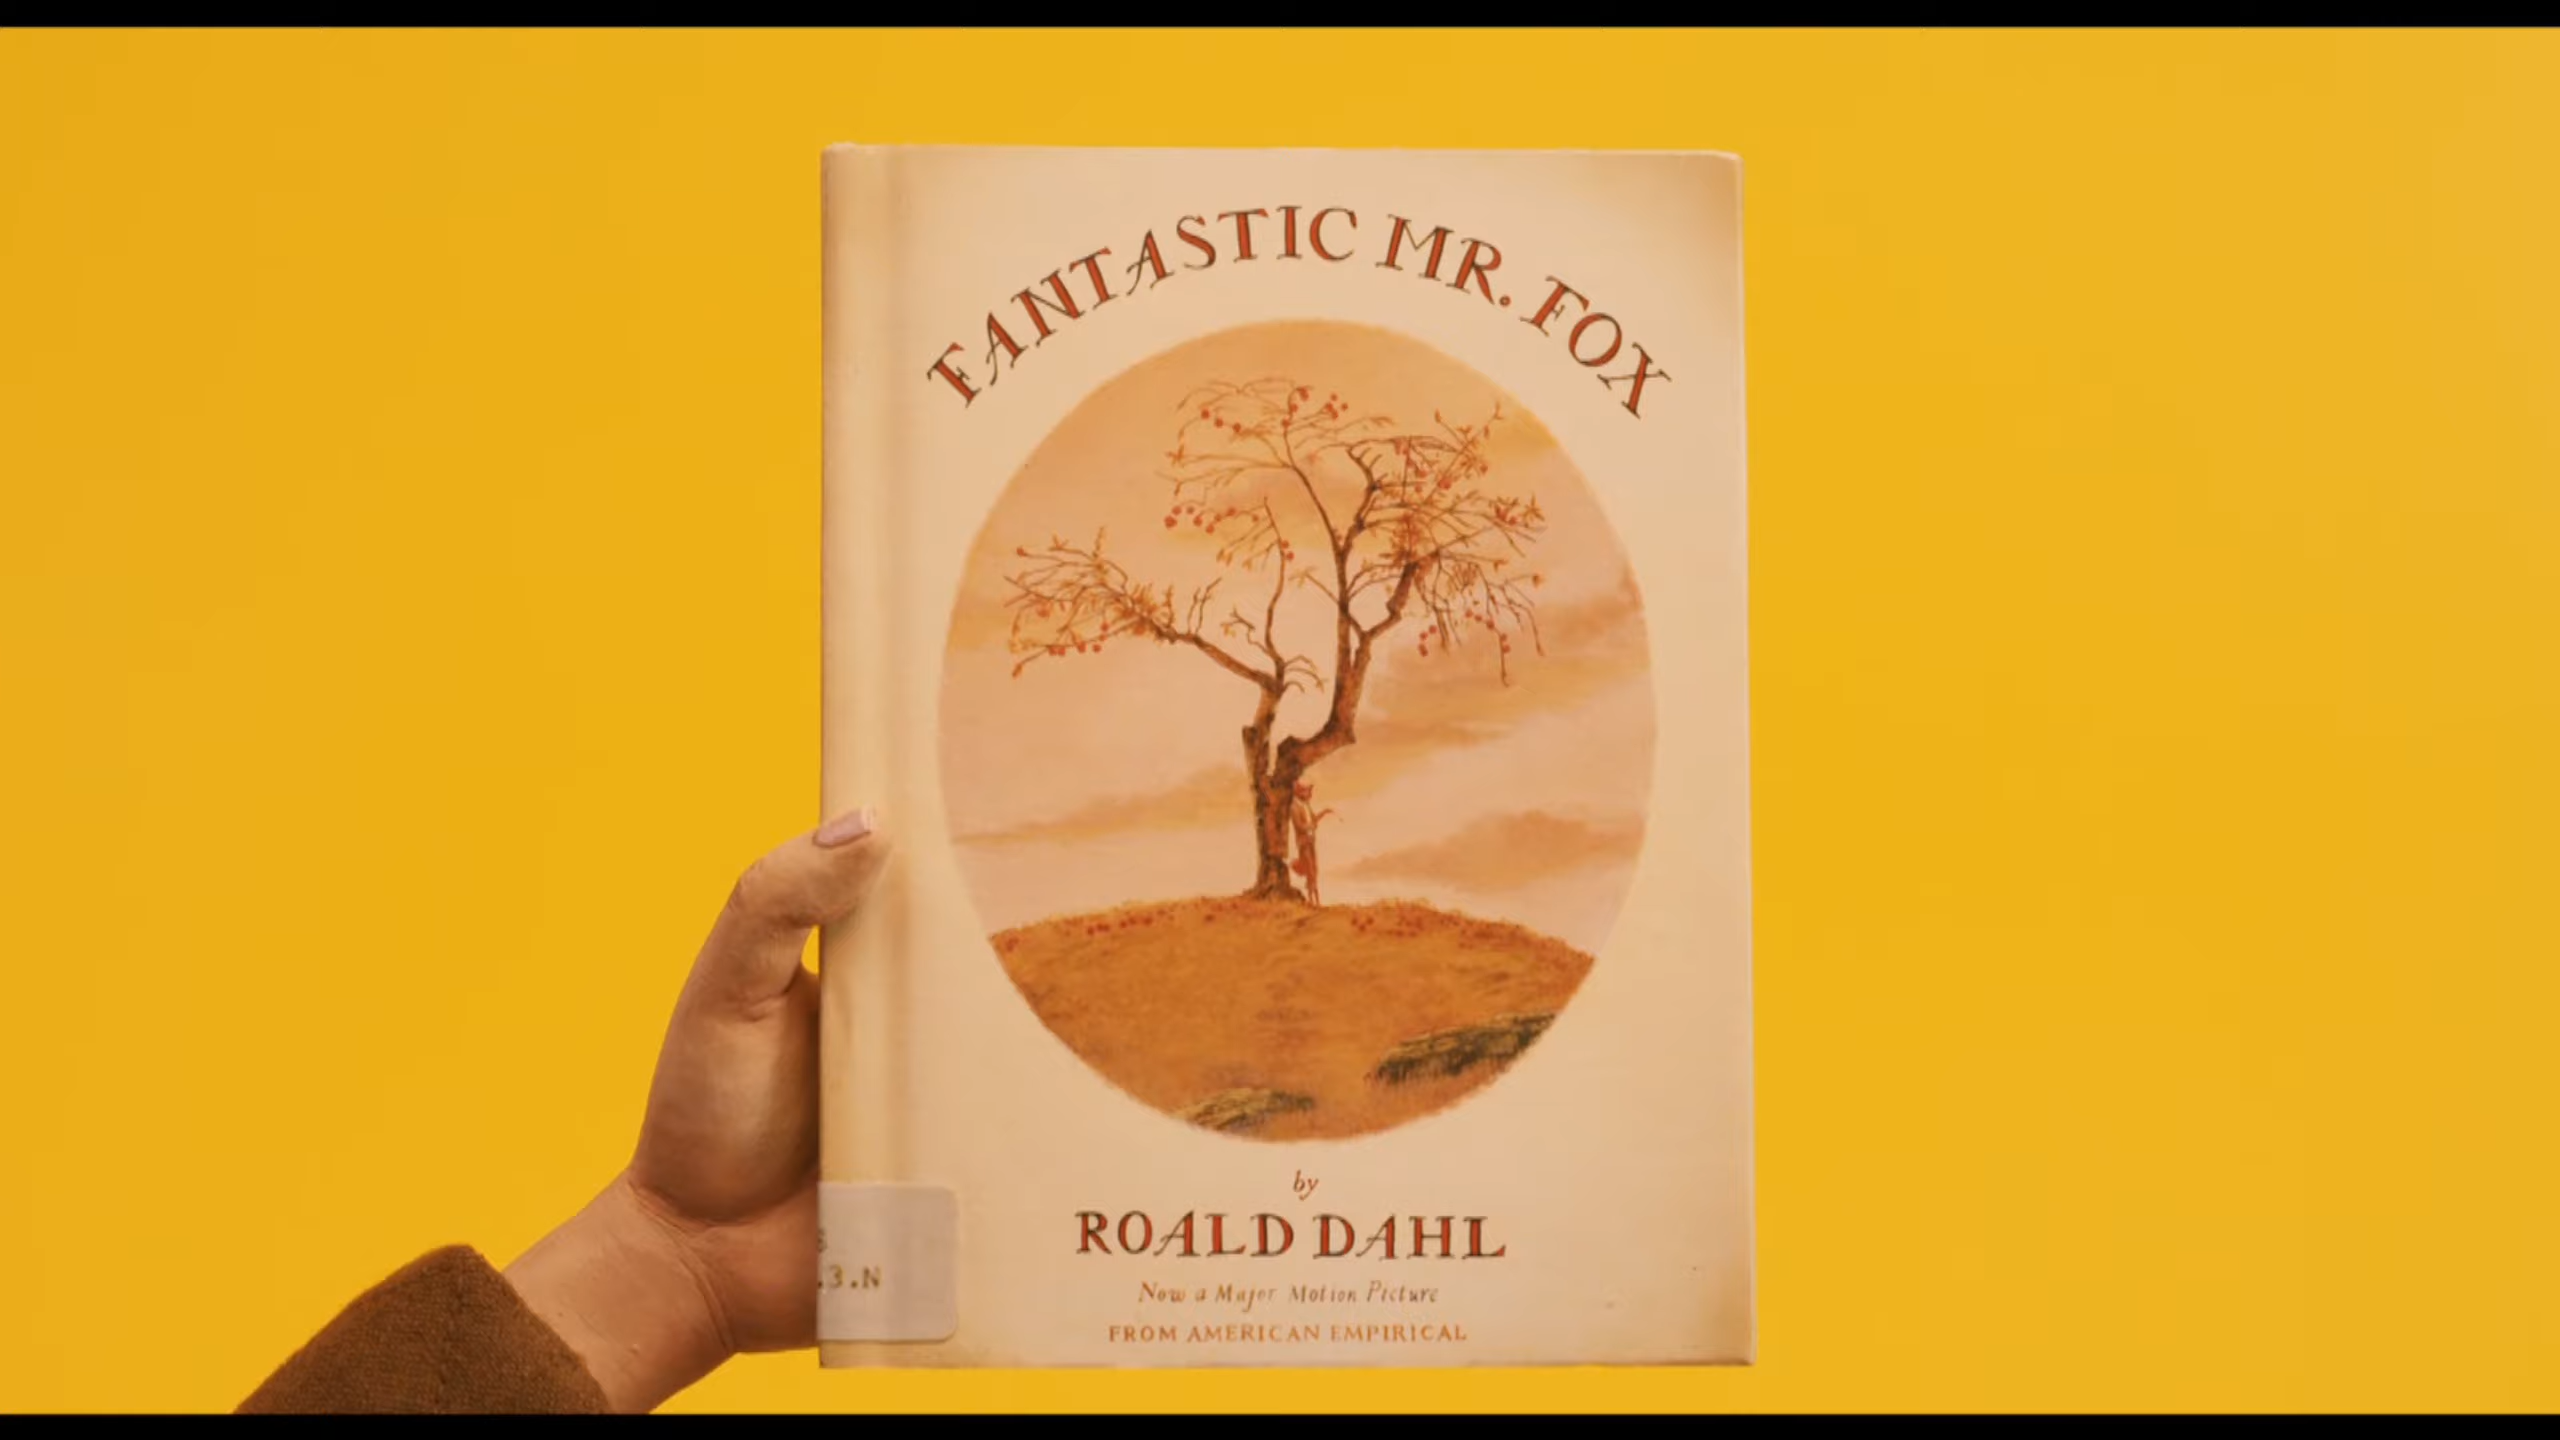 FANTASTIC MR. FOX
by
ROALD DAHL
Now a Major Motion Picture
FROM AMERICAN EMPIRICAL
.3.N